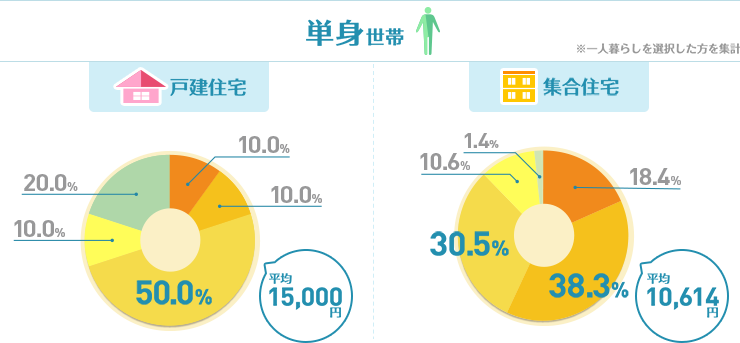 単身世帯
※一人暮らしを選択した方を集計
戸建住宅
集合住宅
10.0%
10.0%
50.0%
10.0%
20.0%
平均
15,000
円
18.4%
38.3%
30.5%
10.6%
1.4%
平均
10,614
円